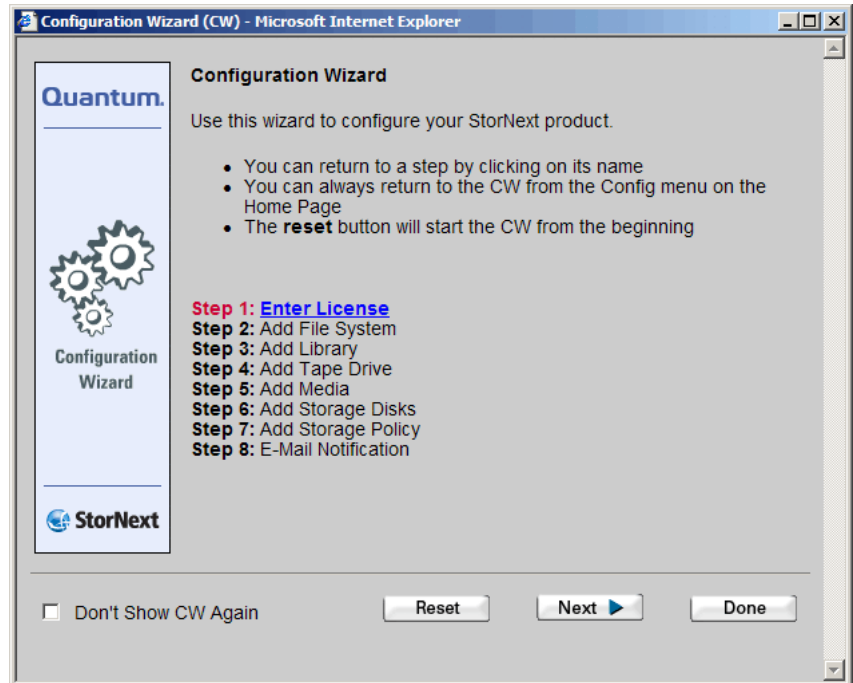 Configuration Wizard (CW) - Microsoft Internet Explorer
Quantum.
Configuration
Wizard
StorNext
Configuration Wizard
Use this wizard to configure your StorNext product.
• You can return to a step by clicking on its name
• You can always return to the CW from the Config menu on the
Home Page
• The reset button will start the CW from the beginning
Step 1: Enter License
Step 2: Add File System
Step 3: Add Library
Step 4: Add Tape Drive
Step 5: Add Media
Step 6: Add Storage Disks
Step 7: Add Storage Policy
Step 8: E-Mail Notification
Don't Show CW Again
Reset
Next
Done